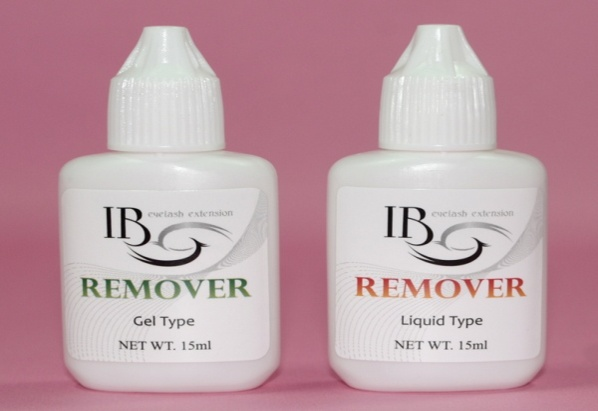 IB eyelash extension
REMOVER
Gel Type
NET WT. 15ml
IB eyelash extension
REMOVER
Liquid Type
NET WT. 15ml